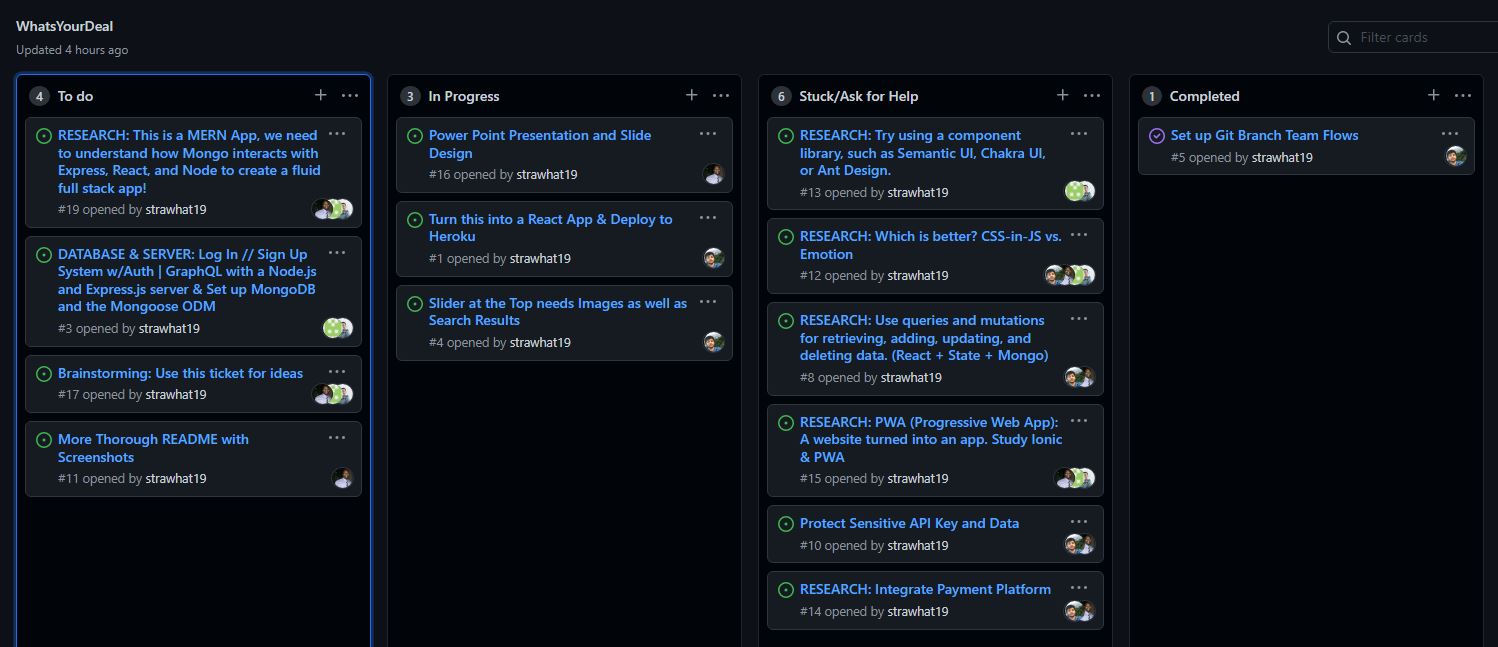 WhatsYourDeal
Updated 4 hours ago
Filter cards
4 To do
RESEARCH: This is a MERN App, we need
to understand how Mongo interacts with
Express, React, and Node to create a fluid
full stack app!
#19 opened by strawhat19
DATABASE & SERVER: Log In // Sign Up
System w/Auth | GraphQL with a Node.js
and Express.js server & Set up MongoDB
and the Mongoose ODM
#3 opened by strawhat19
Brainstorming: Use this ticket for ideas
#17 opened by strawhat19
More Thorough README with
Screenshots
#11 opened by strawhat19
3 In Progress
Power Point Presentation and Slide
Design
#16 opened by strawhat19
Turn this into a React App & Deploy to
Heroku
#1 opened by strawhat19
Slider at the Top needs Images as well as
Search Results
#4 opened by strawhat19
6 Stuck/Ask for Help
RESEARCH: Try using a component
library, such as Semantic UI, Chakra UI,
or Ant Design.
#13 opened by strawhat19
RESEARCH: Which is better? CSS-in-JS vs.
Emotion
#12 opened by strawhat19
RESEARCH: Use queries and mutations
for retrieving, adding, updating, and
deleting data. (React + State + Mongo)
#8 opened by strawhat19
RESEARCH: PWA (Progressive Web App):
A website turned into an app. Study Ionic
& PWA
#15 opened by strawhat19
Protect Sensitive API Key and Data
#10 opened by strawhat19
RESEARCH: Integrate Payment Platform
#14 opened by strawhat19
1 Completed
Set up Git Branch Team Flows
#5 opened by strawhat19